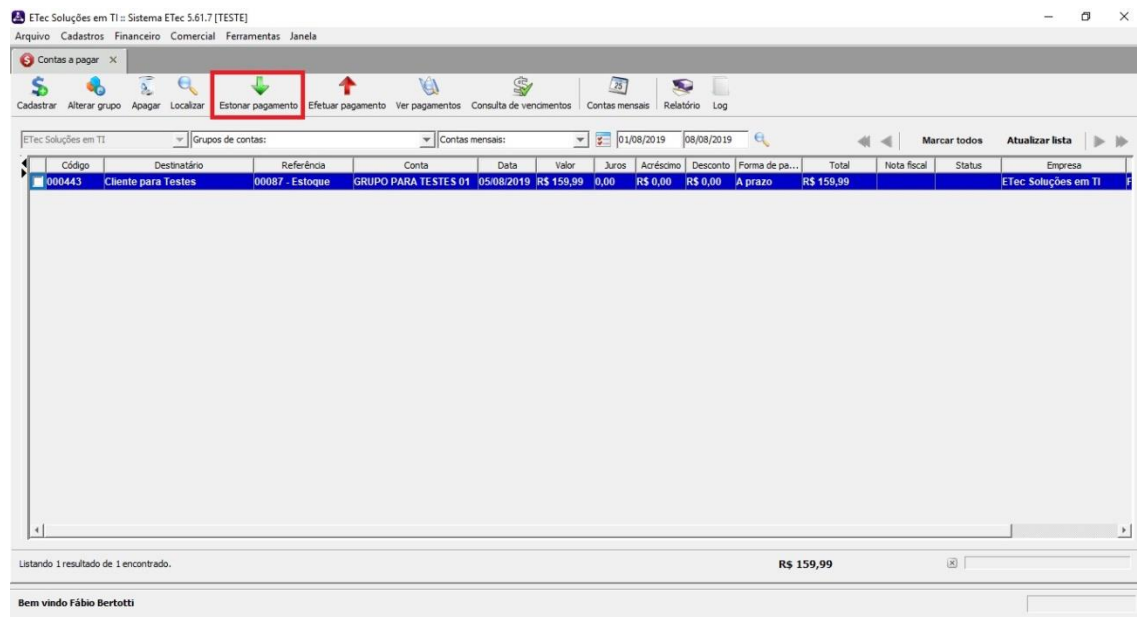 ETec Soluções em TI :: Sistema ETec 5.61.7 [TESTE]
Arquivo Cadastros Financeiro Comercial Ferramentas Janela
Contas a pagar
Cadastrar Alterar grupo Apagar Localizar Estonar pagamento Efetuar pagamento Ver pagamentos Consulta de vencimentos Contas mensais Relatório Log
ETec Soluções em TI Grupos de contas: Contas mensais: 01/08/2019 08/08/2019 Marcar todos Atualizar lista
Código Destinatário Referência Conta Data Valor Juros Acréscimo Desconto Forma de pa... Total Nota fiscal Status Empresa
000443 Cliente para Testes 00087 - Estoque GRUPO PARA TESTES 01 05/08/2019 R$ 159,99 0,00 R$ 0,00 R$ 0,00 A prazo R$ 159,99 ETec Soluções em TI
Listando 1 resultado de 1 encontrado. R$ 159,99
Bem vindo Fábio Bertotti